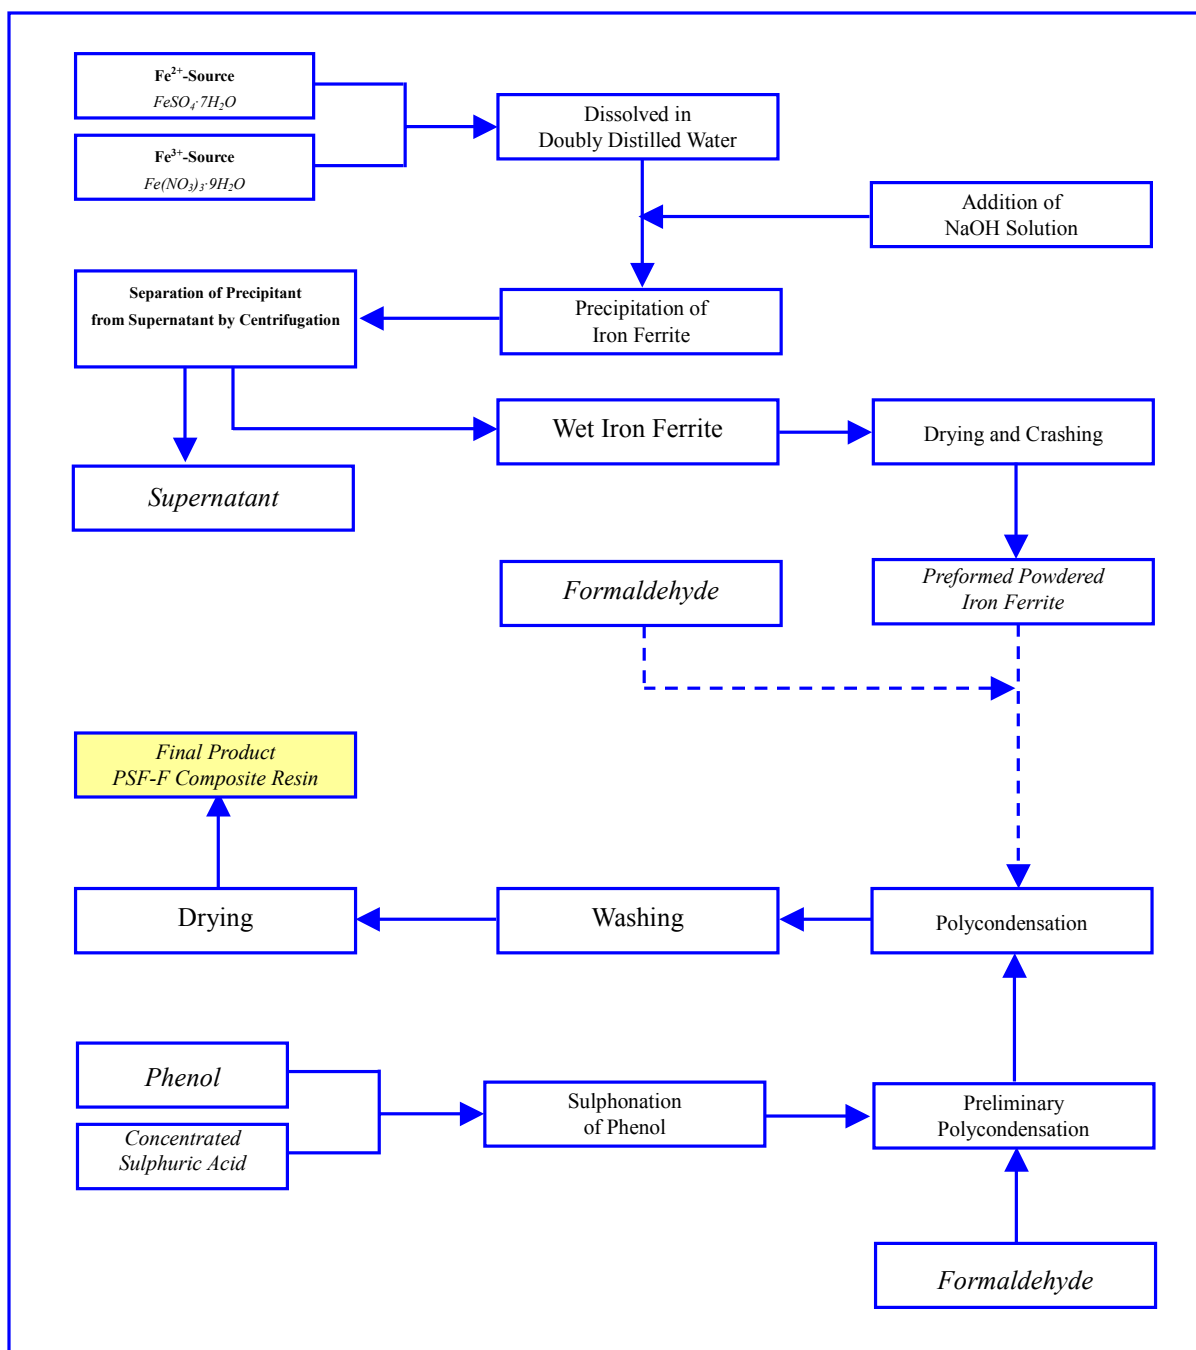 Fe²⁺-Source
FeSO₄·7H₂O
Dissolved in
Doubly Distilled Water
Fe³⁺-Source
Fe(NO₃)₃·9H₂O
Addition of
NaOH Solution
Separation of Precipitant
from Supernatant by Centrifugation
Precipitation of
Iron Ferrite
Wet Iron Ferrite
Drying and Crashing
Supernatant
Formaldehyde
Preformed Powdered
Iron Ferrite
Final Product
PSF-F Composite Resin
Drying
Washing
Polycondensation
Phenol
Concentrated
Sulphuric Acid
Sulphonation
of Phenol
Preliminary
Polycondensation
Formaldehyde